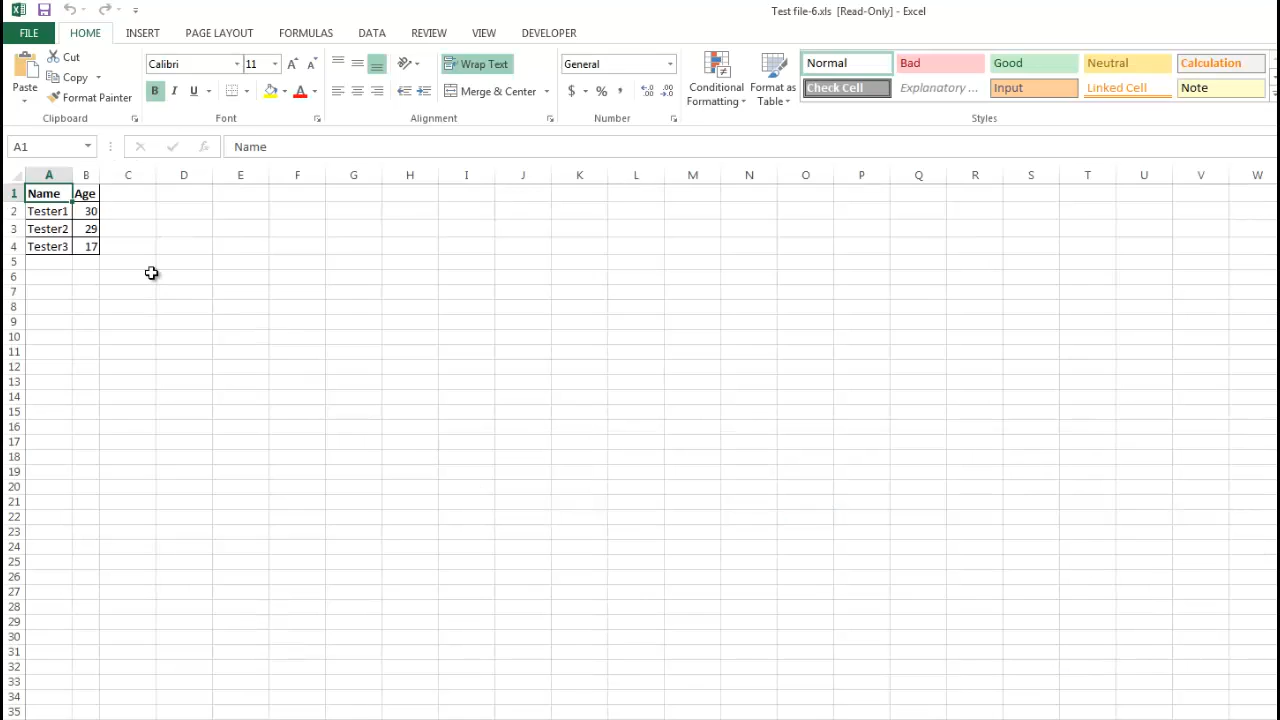 Test file-6.xls [Read-Only] - Excel
FILE HOME INSERT PAGE LAYOUT FORMULAS DATA REVIEW VIEW DEVELOPER
Paste
Cut
Copy
Format Painter
Clipboard
Calibri 11
B I U
Font
Wrap Text
Merge & Center
Alignment
General
$ % ,
Number
Conditional Formatting
Format as Table
Normal Bad Good Neutral Calculation
Check Cell Explanatory ... Input Linked Cell Note
Styles
A1 fx Name
A B C D E F G H I J K L M N O P Q R S T U V W
1 Name Age
2 Tester1 30
3 Tester2 29
4 Tester3 17
5
6
7
8
9
10
11
12
13
14
15
16
17
18
19
20
21
22
23
24
25
26
27
28
29
30
31
32
33
34
35